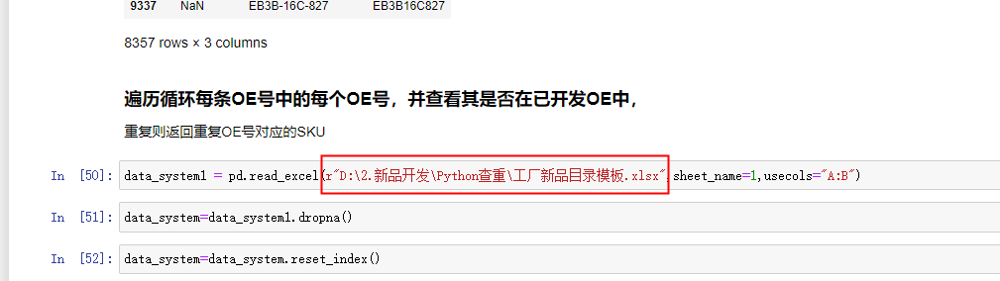 9337 NaN EB3B-16C-827 EB3B16C827
8357 rows × 3 columns
遍历循环每条OE号中的每个OE号，并查看其是否在已开发OE中，
重复则返回重复OE号对应的SKU
In [50]: data_system1 = pd.read_excel(r"D:\2.新品开发\Python查重\工厂新品目录模板.xlsx",sheet_name=1,usecols="A:B")
In [51]: data_system=data_system1.dropna()
In [52]: data_system=data_system.reset_index()